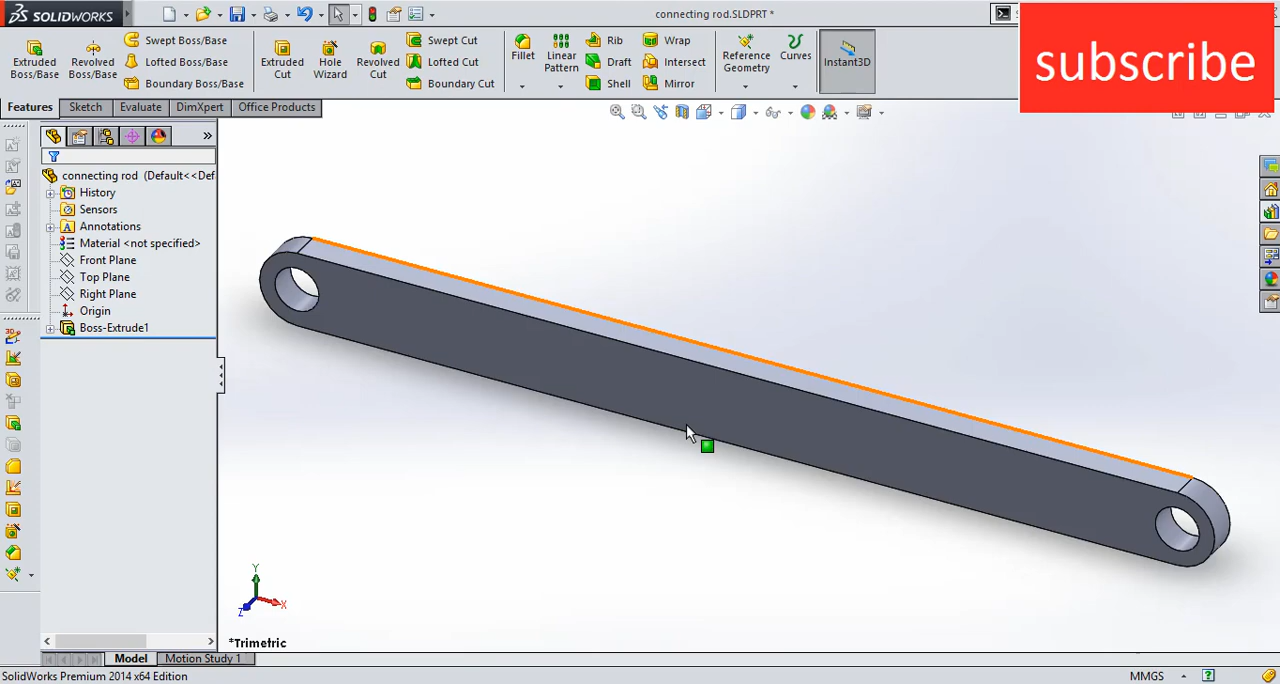 SOLIDWORKS
connecting rod.SLDPRT *
subscribe
Extruded Boss/Base
Revolved Boss/Base
Swept Boss/Base
Lofted Boss/Base
Boundary Boss/Base
Extruded Cut
Hole Wizard
Revolved Cut
Swept Cut
Lofted Cut
Boundary Cut
Fillet
Linear Pattern
Rib
Draft
Shell
Wrap
Intersect
Mirror
Reference Geometry
Curves
Instant3D
Features
Sketch
Evaluate
DimXpert
Office Products
connecting rod (Default<<Def
History
Sensors
Annotations
Material <not specified>
Front Plane
Top Plane
Right Plane
Origin
Boss-Extrude1
Y
X
Z
*Trimetric
Model
Motion Study 1
SolidWorks Premium 2014 x64 Edition
MMGS